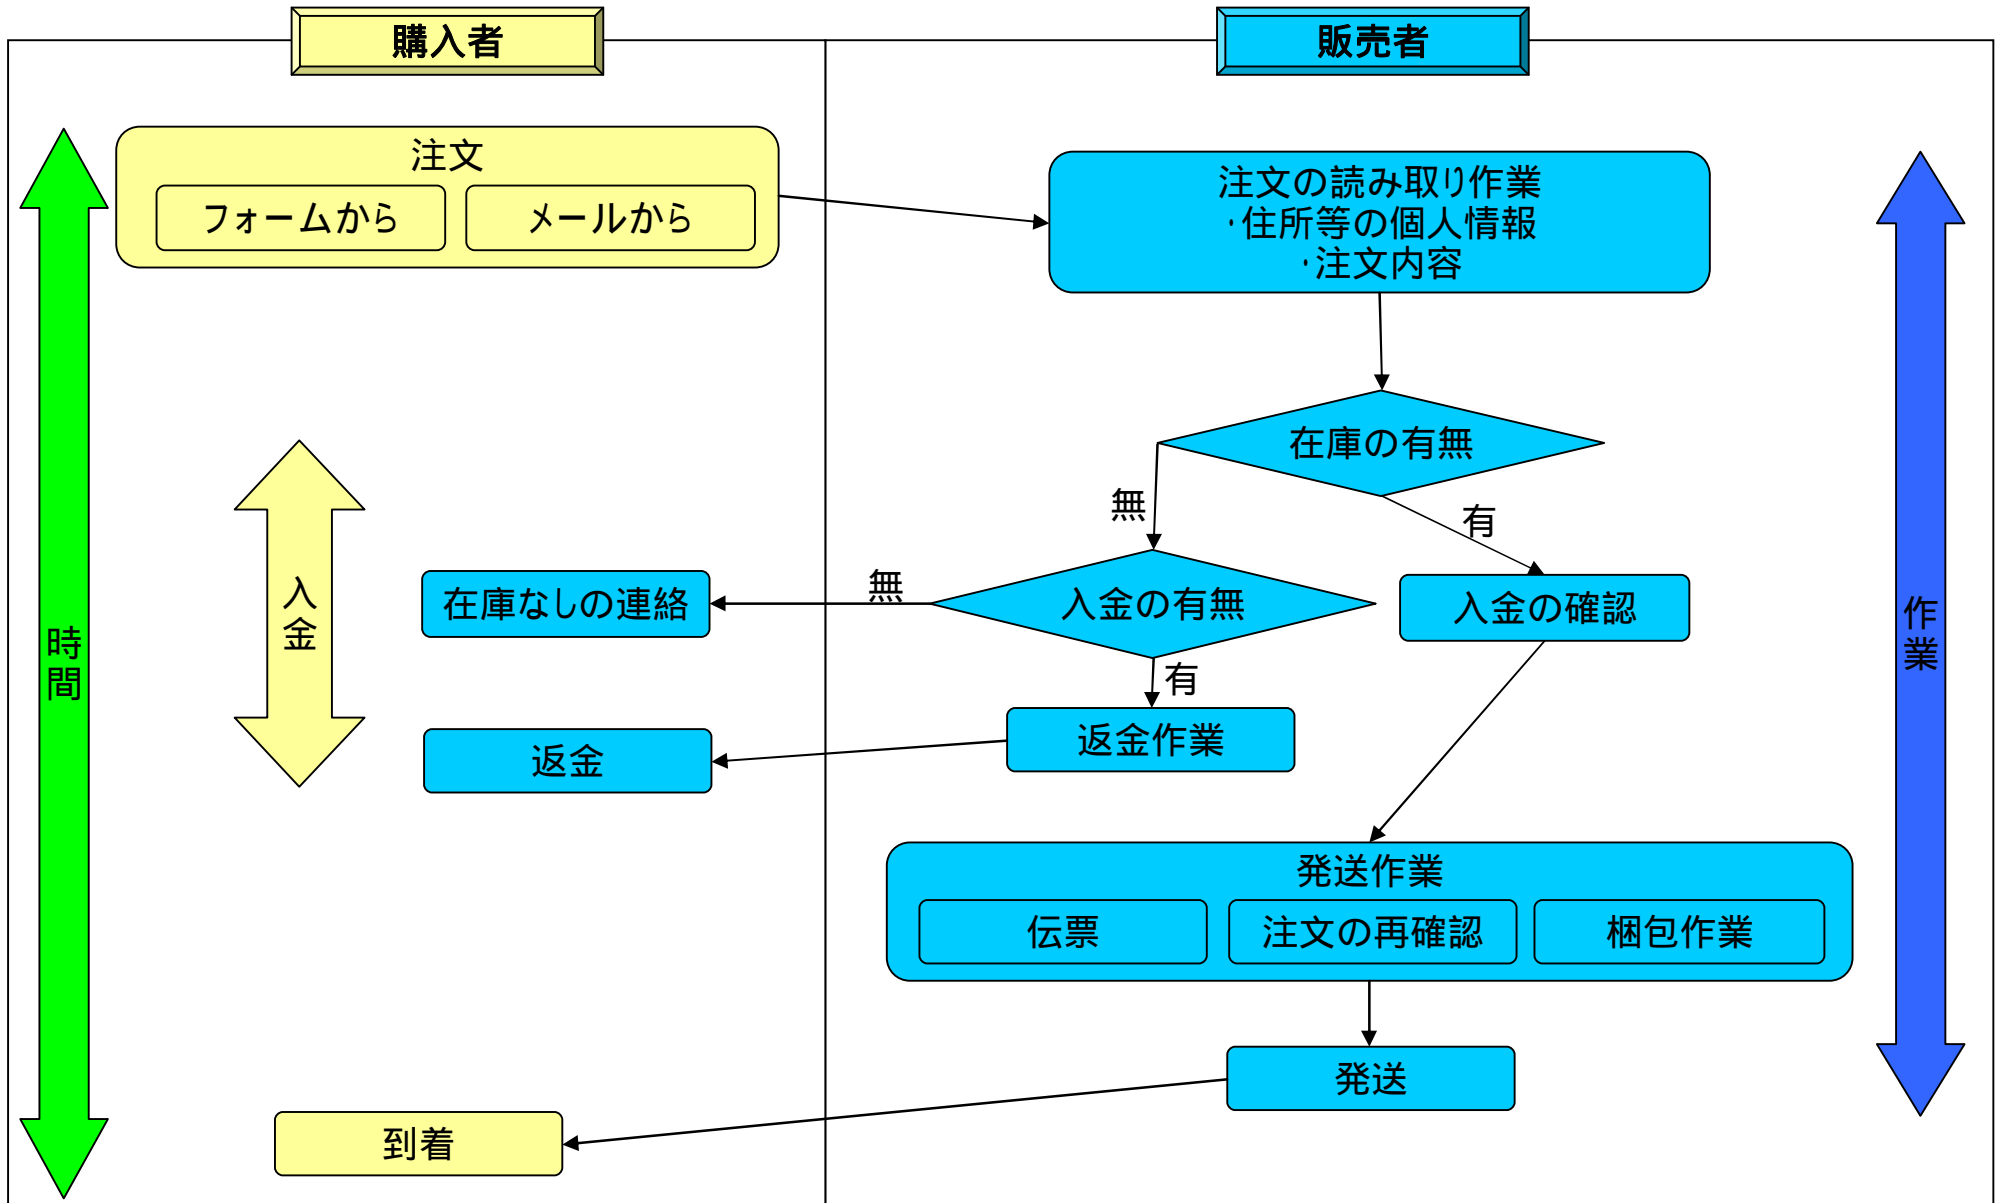 購入者
販売者
注文
フォームから
メールから
注文の読み取り作業
・住所等の個人情報
・注文内容
在庫の有無
無
有
入金
在庫なしの連絡
無
入金の有無
入金の確認
時間
作業
有
返金
返金作業
発送作業
伝票
注文の再確認
梱包作業
発送
到着